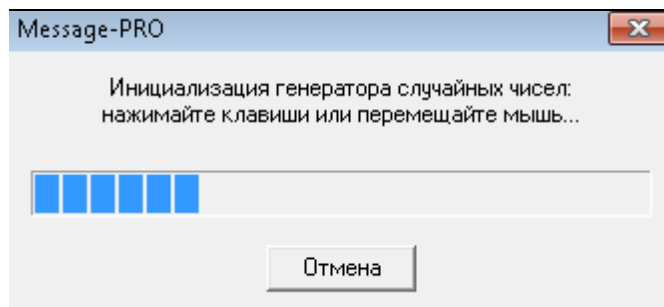 Message-PRO
Инициализация генератора случайных чисел:
нажимайте клавиши или перемещайте мышь...
Отмена